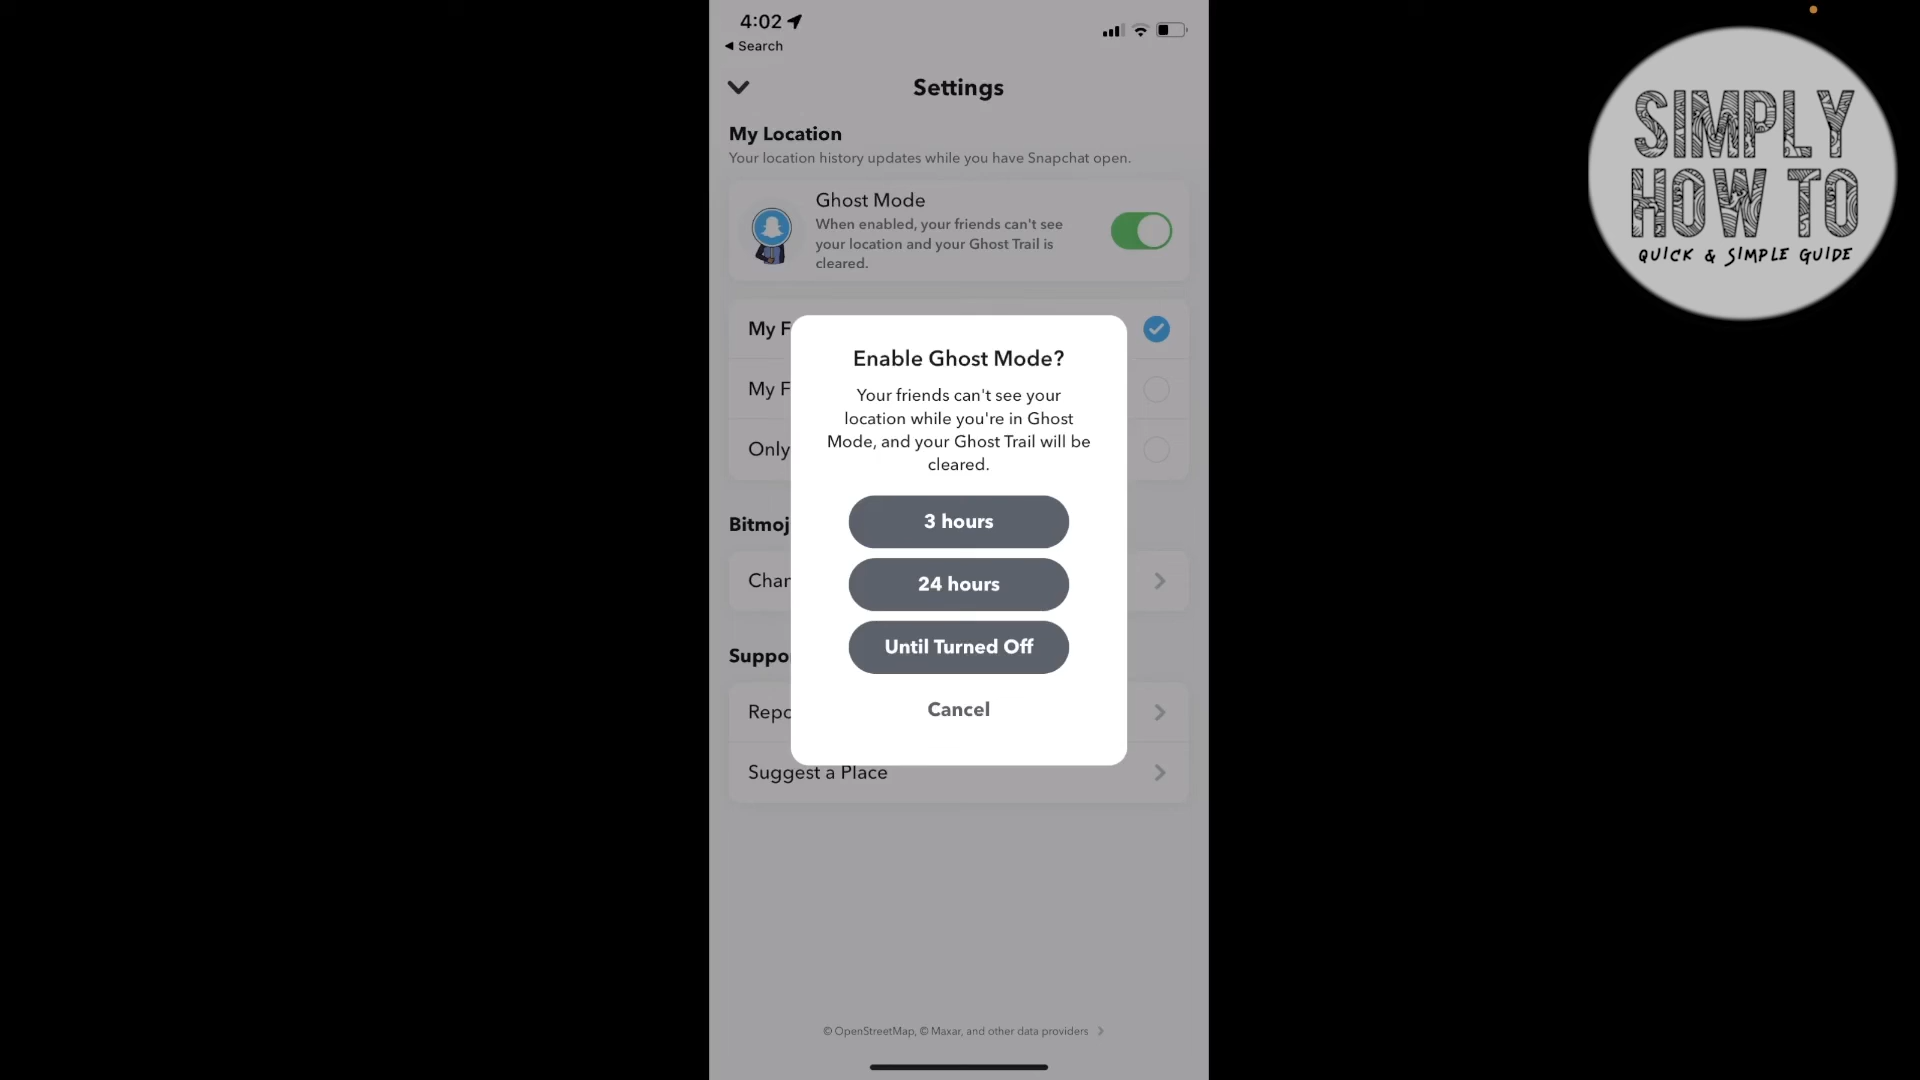 4:02
Search
Settings
My Location
Your location history updates while you have Snapchat open.
Ghost Mode
When enabled, your friends can't see
your location and your Ghost Trail is
cleared.
My F
My F
Only
Bitmoj
Chan
Suppo
Repo
Suggest a Place
Enable Ghost Mode?
Your friends can't see your
location while you're in Ghost
Mode, and your Ghost Trail will be
cleared.
3 hours
24 hours
Until Turned Off
Cancel
© OpenStreetMap, © Maxar, and other data providers
SIMPLY
HOW TO
QUICK & SIMPLE GUIDE